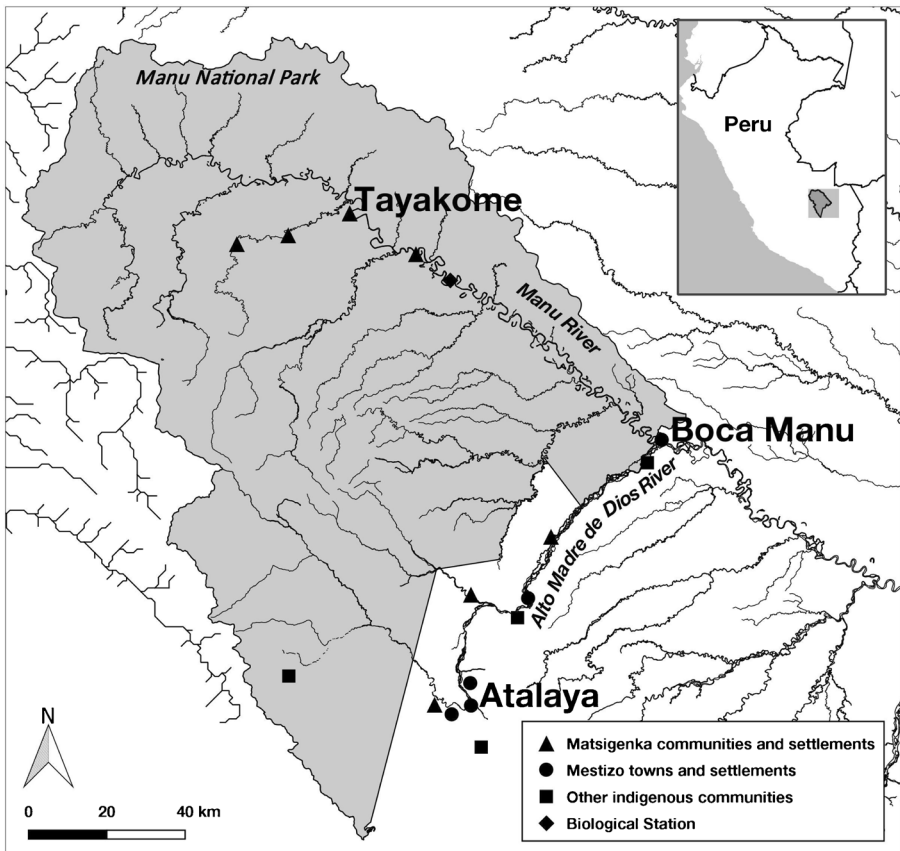 Manu National Park
Peru
Tayakome
Manu River
Boca Manu
Alto Madre de Dios River
Atalaya
N
0 20 40 km
Matsigenka communities and settlements
Mestizo towns and settlements
Other indigenous communities
Biological Station